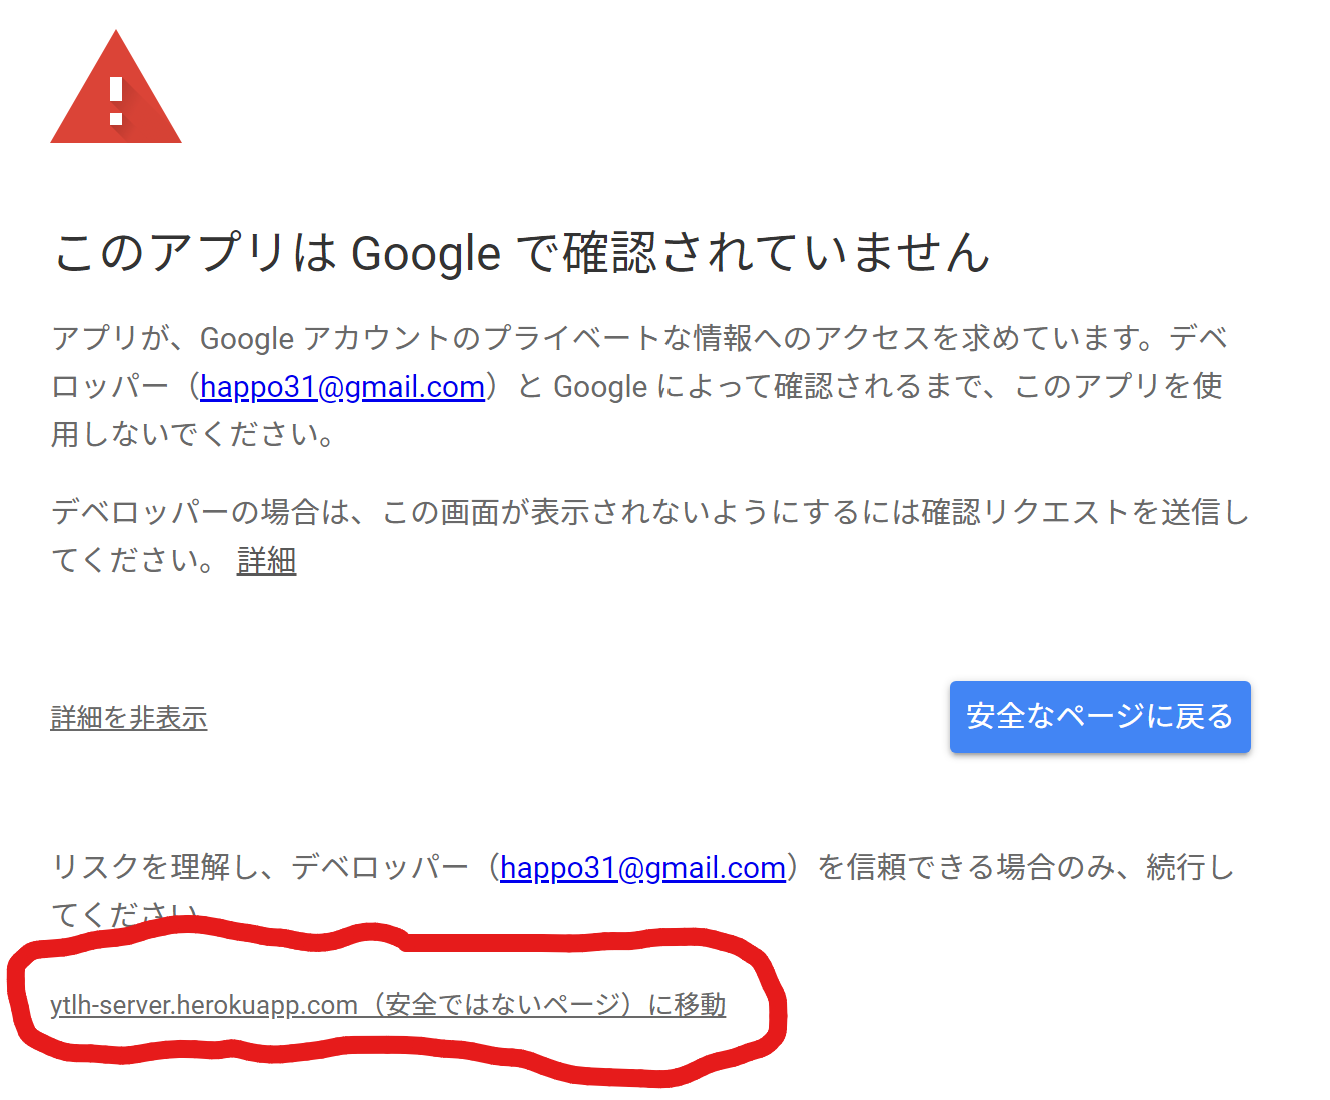 このアプリは Google で確認されていません
アプリが、Google アカウントのプライベートな情報へのアクセスを求めています。デベ
ロッパー（happo31@gmail.com）と Google によって確認されるまで、このアプリを使
用しないでください。
デベロッパーの場合は、この画面が表示されないようにするには確認リクエストを送信し
てください。 詳細
詳細を非表示
安全なページに戻る
リスクを理解し、デベロッパー（happo31@gmail.com）を信頼できる場合のみ、続行し
てください。
ytlh-server.herokuapp.com（安全ではないページ）に移動